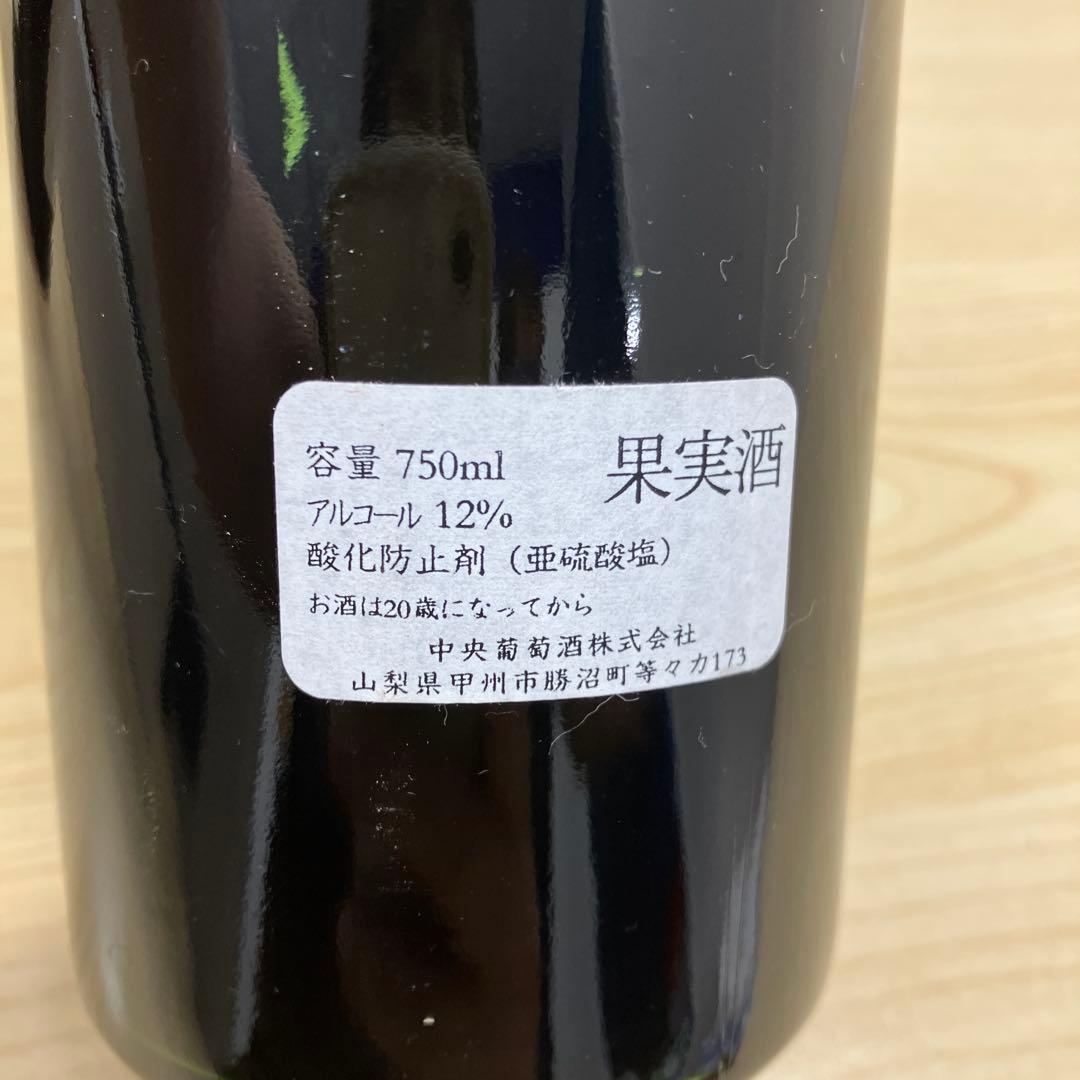 果実酒
容量 750ml
アルコール 12%
酸化防止剤（亜硫酸塩）
お酒は20歳になってから
中央葡萄酒株式会社
山梨県甲州市勝沼町等々力173